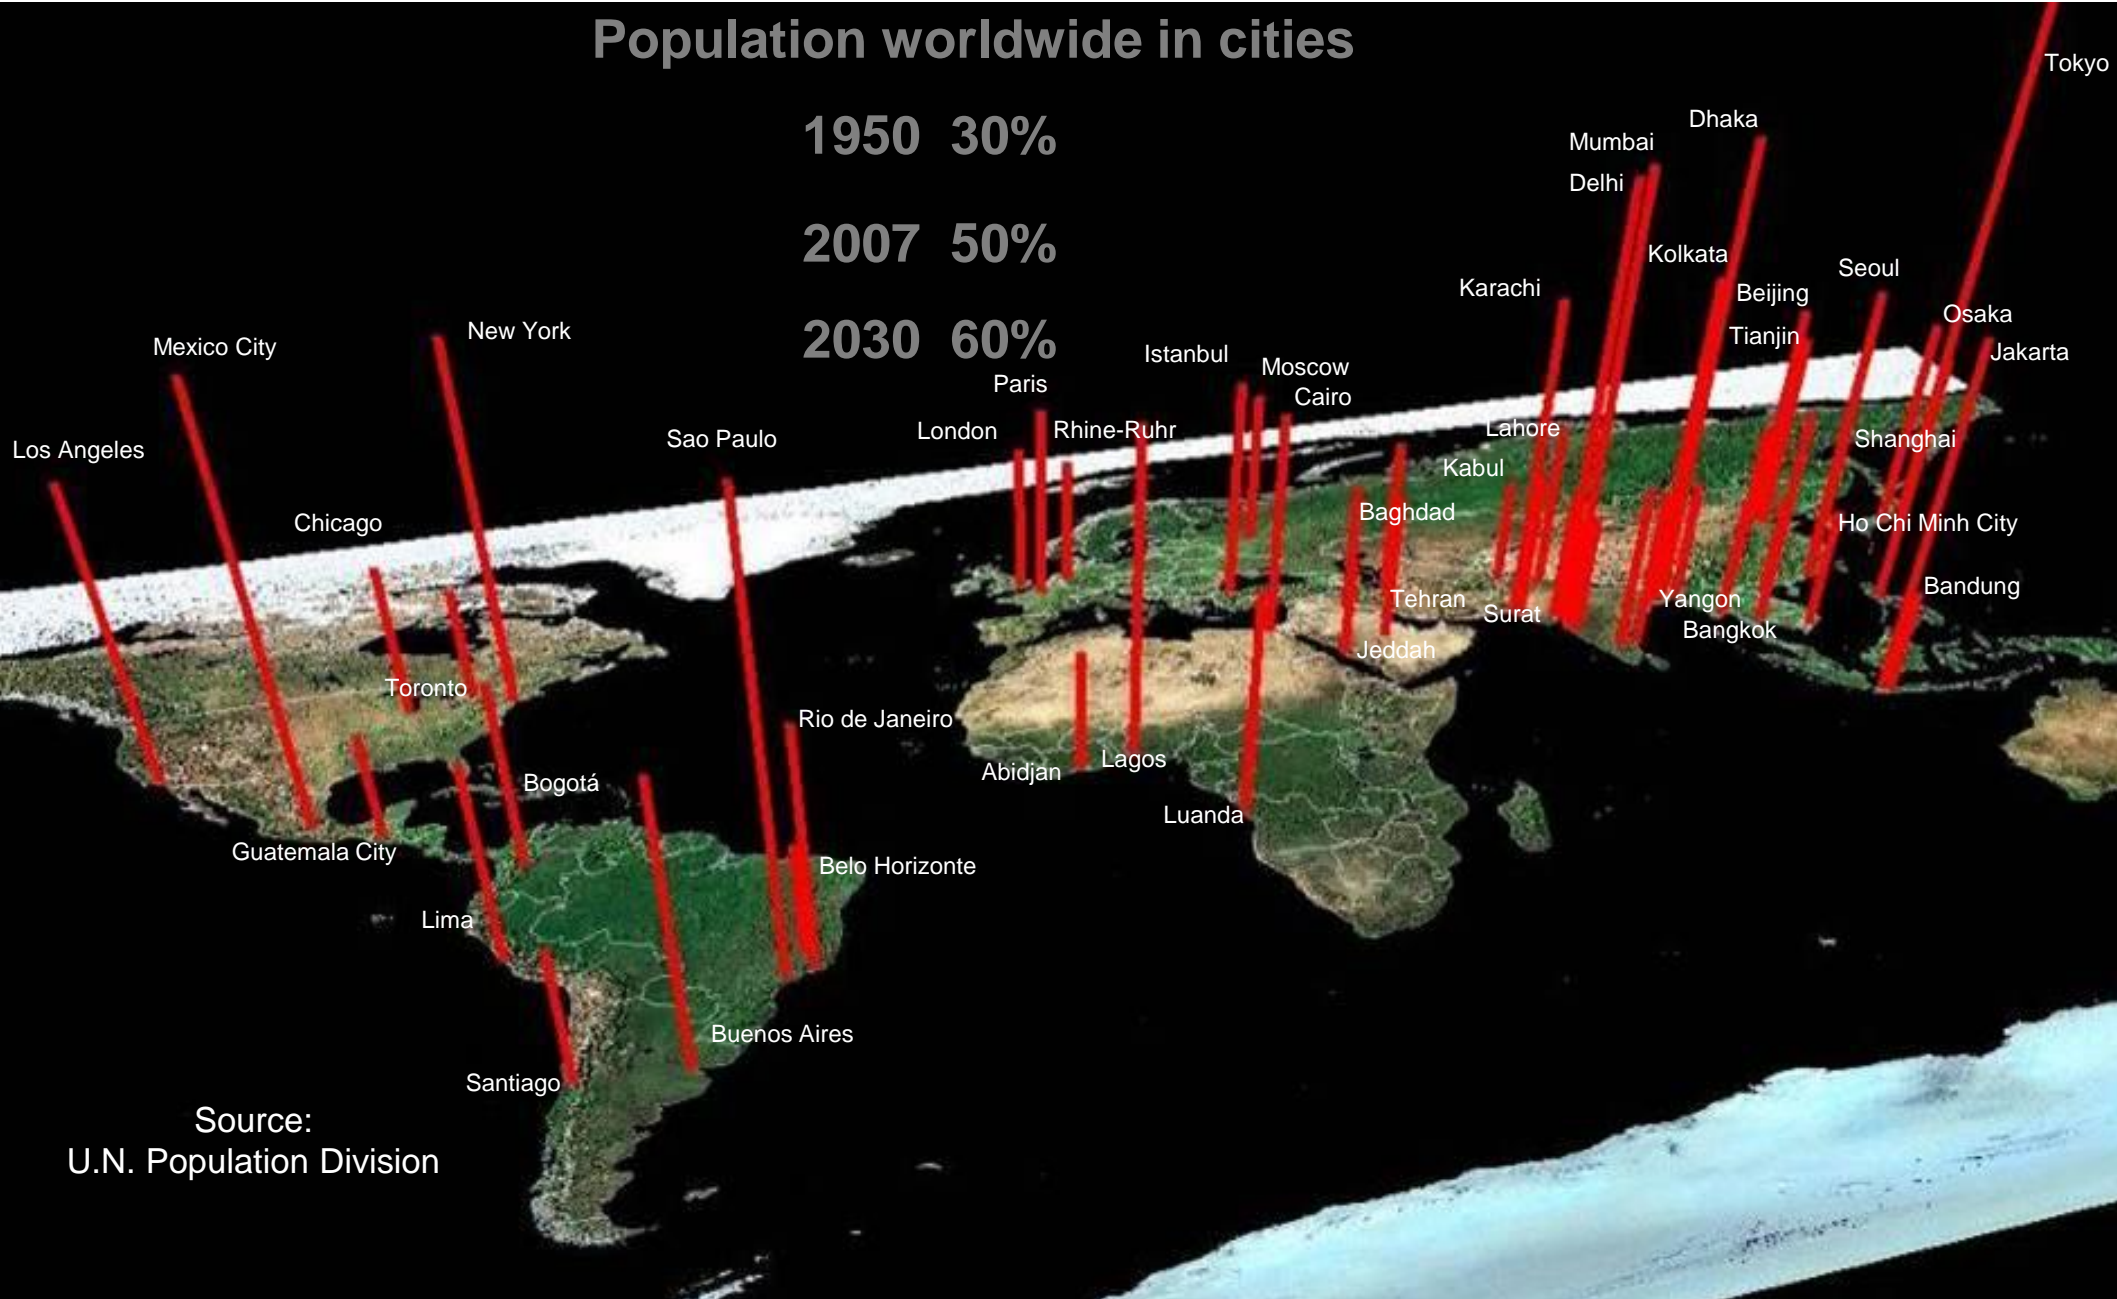 Population worldwide in cities
1950 30%
2007 50%
2030 60%
Tokyo
Dhaka
Mumbai
Delhi
Kolkata
Seoul
Karachi
Beijing
Osaka
Tianjin
Jakarta
New York
Mexico City
Istanbul
Moscow
Paris
Cairo
London
Rhine-Ruhr
Lahore
Sao Paulo
Shanghai
Los Angeles
Kabul
Baghdad
Chicago
Ho Chi Minh City
Bandung
Tehran
Surat
Yangon
Bangkok
Jeddah
Toronto
Rio de Janeiro
Lagos
Abidjan
Bogotá
Luanda
Guatemala City
Belo Horizonte
Lima
Buenos Aires
Santiago
Source:
U.N. Population Division